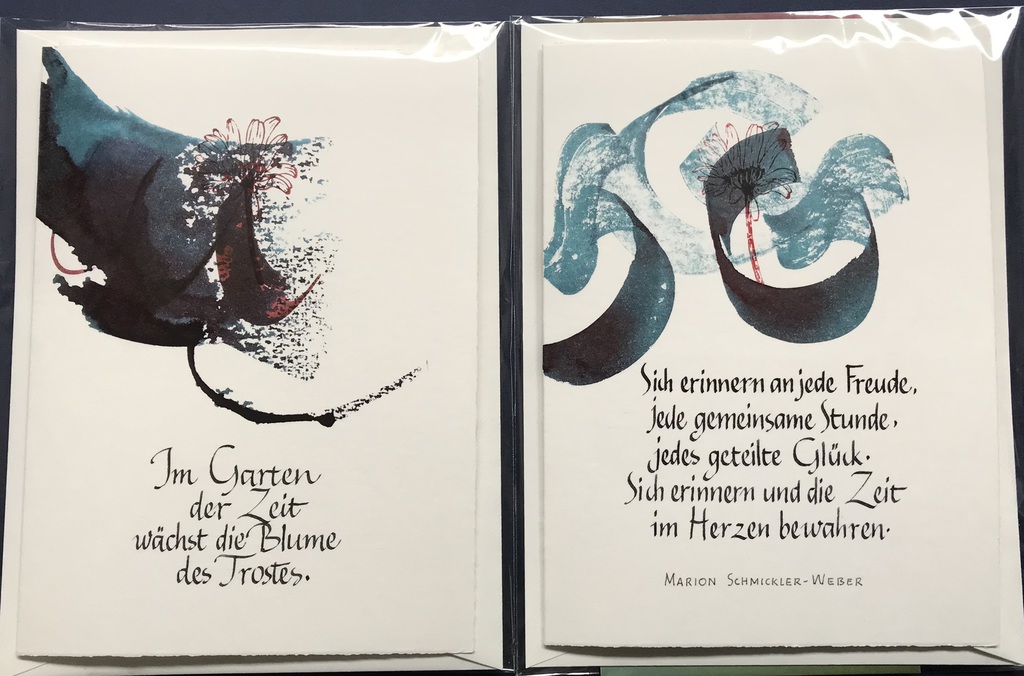 Im Garten
der Zeit
wächst die Blume
des Trostes.
Sich erinnern an jede Freude,
jede gemeinsame Stunde,
jedes geteilte Glück.
Sich erinnern und die Zeit
im Herzen bewahren.
MARION SCHMICKLER-WEBER